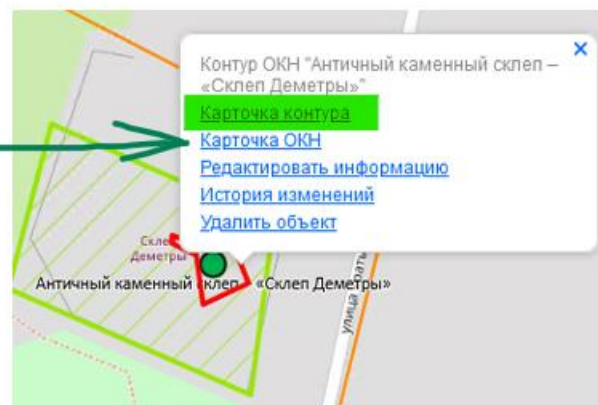 Контур ОКН "Античный каменный склеп –
«Склеп Деметры»"
Карточка контура
Карточка ОКН
Редактировать информацию
История изменений
Удалить объект
Деметры
Античный каменный склеп «Склеп Деметры»
улица